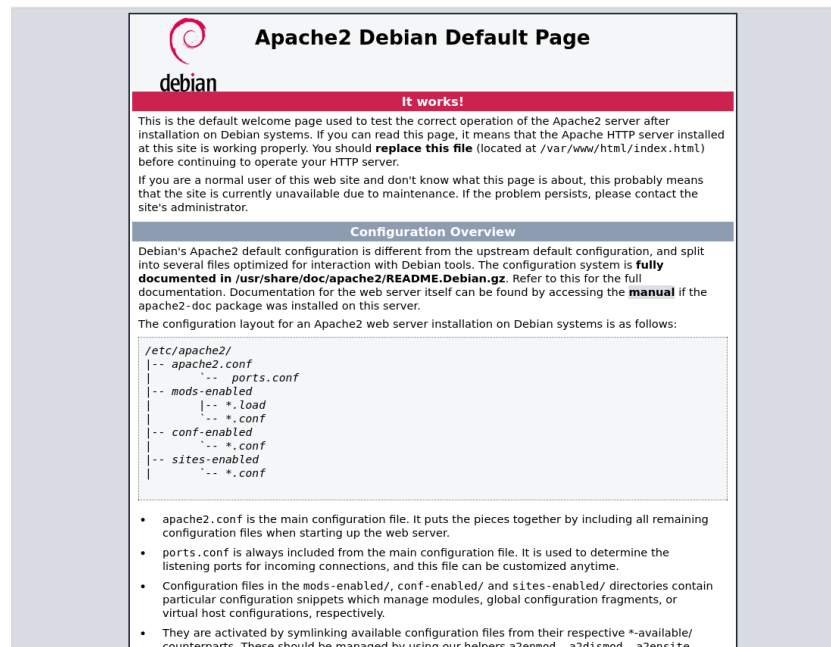 debian
Apache2 Debian Default Page
It works!
This is the default welcome page used to test the correct operation of the Apache2 server after
installation on Debian systems. If you can read this page, it means that the Apache HTTP server installed
at this site is working properly. You should replace this file (located at /var/www/html/index.html)
before continuing to operate your HTTP server.
If you are a normal user of this web site and don't know what this page is about, this probably means
that the site is currently unavailable due to maintenance. If the problem persists, please contact the
site's administrator.
Configuration Overview
Debian's Apache2 default configuration is different from the upstream default configuration, and split
into several files optimized for interaction with Debian tools. The configuration system is fully
documented in /usr/share/doc/apache2/README.Debian.gz. Refer to this for the full
documentation. Documentation for the web server itself can be found by accessing the manual if the
apache2-doc package was installed on this server.
The configuration layout for an Apache2 web server installation on Debian systems is as follows:
/etc/apache2/
|-- apache2.conf
|       `--  ports.conf
|-- mods-enabled
|       |-- *.load
|       `-- *.conf
|-- conf-enabled
|       `-- *.conf
|-- sites-enabled
|       `-- *.conf
• apache2.conf is the main configuration file. It puts the pieces together by including all remaining
configuration files when starting up the web server.
• ports.conf is always included from the main configuration file. It is used to determine the
listening ports for incoming connections, and this file can be customized anytime.
• Configuration files in the mods-enabled/, conf-enabled/ and sites-enabled/ directories contain
particular configuration snippets which manage modules, global configuration fragments, or
virtual host configurations, respectively.
• They are activated by symlinking available configuration files from their respective *-available/
counterparts. These should be managed by using our helpers a2enmod, a2dismod, a2ensite,